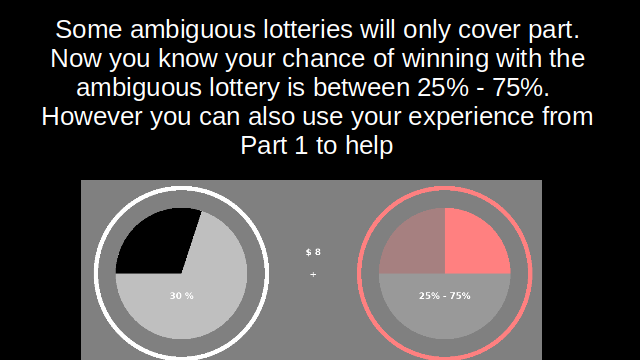 Some ambiguous lotteries will only cover part.
Now you know your chance of winning with the
ambiguous lottery is between 25% - 75%.
However you can also use your experience from
Part 1 to help
$ 8
+
30 %
25% - 75%